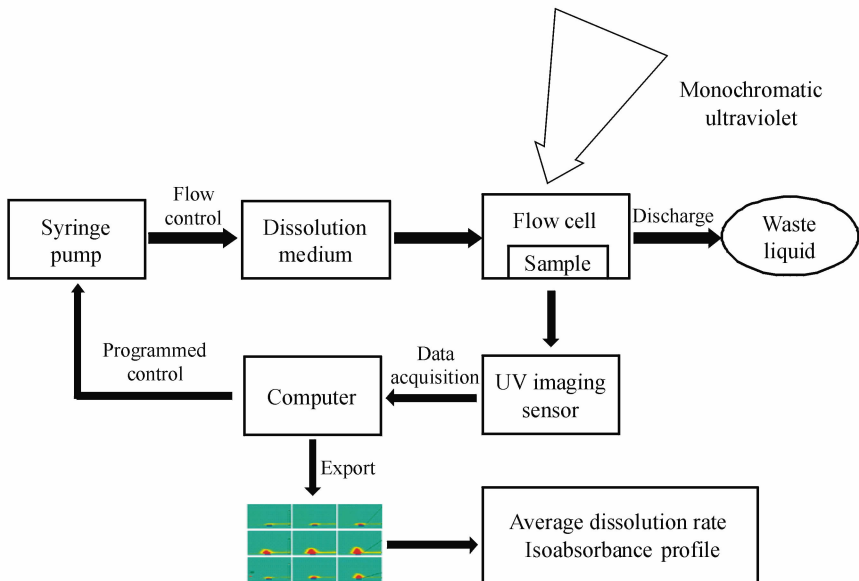 Monochromatic
ultraviolet
Syringe
pump
Flow
control
Dissolution
medium
Flow cell
Sample
Discharge
Waste
liquid
Programmed
control
Computer
Data
acquisition
UV imaging
sensor
Export
Average dissolution rate
Isoabsorbance profile